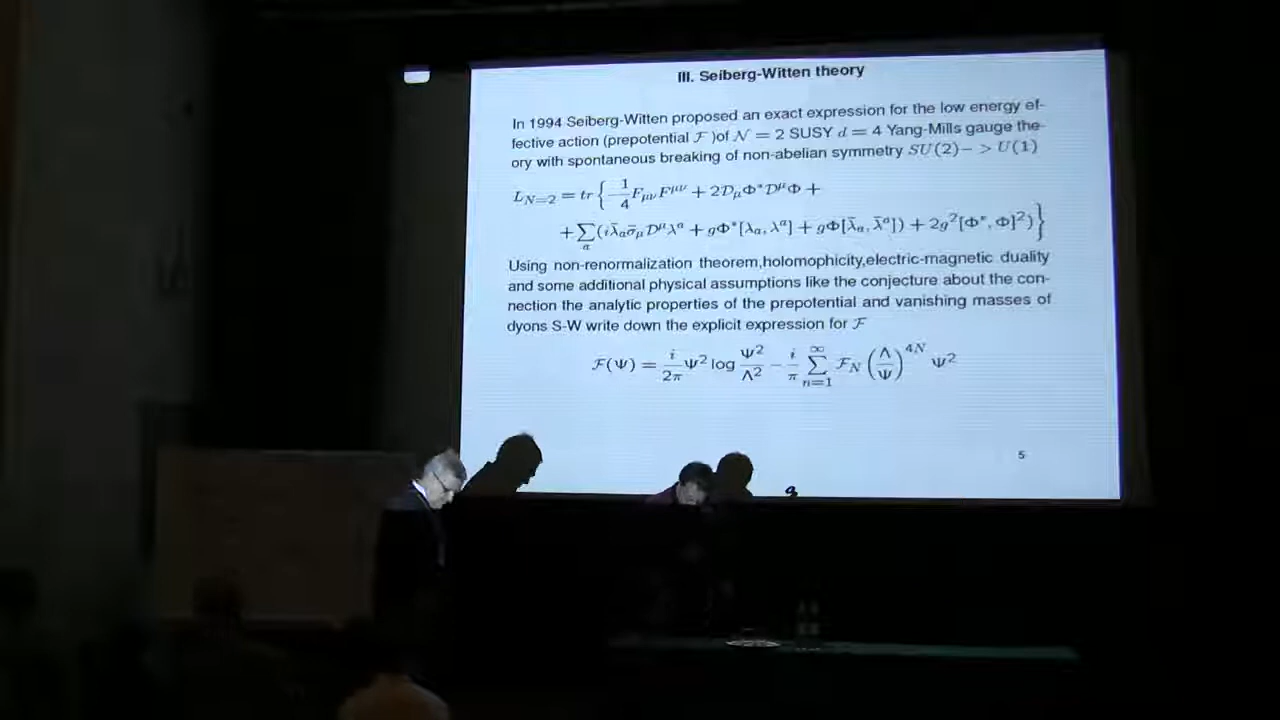 III. Seiberg-Witten theory
In 1994 Seiberg-Witten proposed an exact expression for the low energy ef-
fective action (prepotential ℱ )of 𝒩 = 2 SUSY d = 4 Yang-Mills gauge the-
ory with spontaneous breaking of non-abelian symmetry SU(2)− > U(1)
L_{N=2} = tr { −1/4 F_{μν}F^{μν} + 2𝒟_μΦ*𝒟^μΦ +
+ ∑_a (iλ̄_a σ̄_μ 𝒟^μ λ^a + gΦ*[λ_a, λ^a] + gΦ[λ̄_a, λ̄^a]) + 2g²[Φ*, Φ]²) }
Using non-renormalization theorem,holomophicity,electric-magnetic duality
and some additional physical assumptions like the conjecture about the con-
nection the analytic properties of the prepotential and vanishing masses of
dyons S-W write down the explicit expression for ℱ
ℱ(Ψ) = i/2π Ψ² log Ψ²/Λ² − i/π ∑_{n=1}^{∞} ℱ_N (Λ/Ψ)^{4N} Ψ²
5